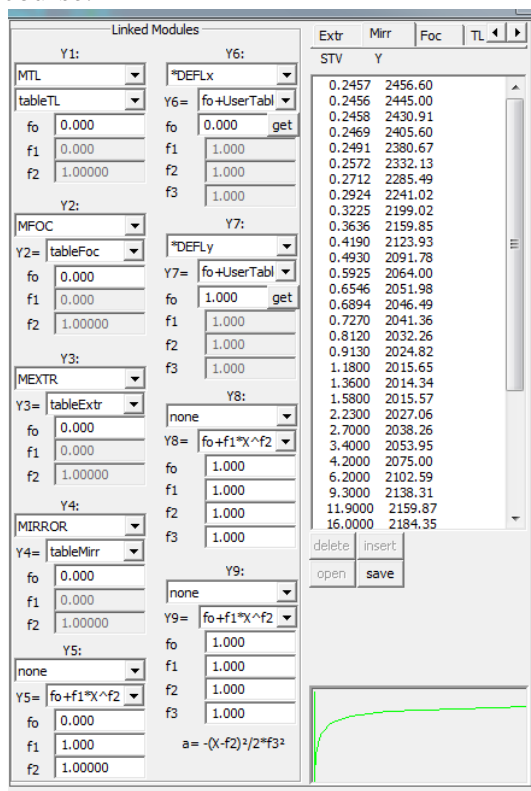 Linked Modules
Y1:
MTL
tableTL
fo 0.000
f1 0.000
f2 1.00000
Y2:
MFOC
Y2= tableFoc
fo 0.000
f1 0.000
f2 1.00000
Y3:
MEXTR
Y3= tableExtr
fo 0.000
f1 0.000
f2 1.00000
Y4:
MIRROR
Y4= tableMirr
fo 0.000
f1 0.000
f2 1.00000
Y5:
none
Y5= fo+f1*X^f2
fo 0.000
f1 1.000
f2 1.00000
Y6:
*DEFLx
Y6= fo+UserTabl
fo 0.000 get
f1 1.000
f2 1.000
f3 1.000
Y7:
*DEFLy
Y7= fo+UserTabl
fo 1.000 get
f1 1.000
f2 1.000
f3 1.000
Y8:
none
Y8= fo+f1*X^f2
fo 1.000
f1 1.000
f2 1.000
f3 1.000
Y9:
none
Y9= fo+f1*X^f2
fo 1.000
f1 1.000
f2 1.000
f3 1.000
a= -(X-f2)²/2*f3²
Extr Mirr Foc TL
STV Y
0.2457 2456.60
0.2456 2445.00
0.2458 2430.91
0.2469 2405.60
0.2491 2380.67
0.2572 2332.13
0.2712 2285.49
0.2924 2241.02
0.3225 2199.02
0.3636 2159.85
0.4190 2123.93
0.4930 2091.78
0.5925 2064.00
0.6546 2051.98
0.6894 2046.49
0.7270 2041.36
0.8120 2032.26
0.9130 2024.82
1.1800 2015.65
1.3600 2014.34
1.5800 2015.57
2.2300 2027.06
2.7000 2038.26
3.4000 2053.95
4.2000 2075.00
6.2000 2102.59
9.3000 2138.31
11.9000 2159.87
16.0000 2184.35
delete insert
open save